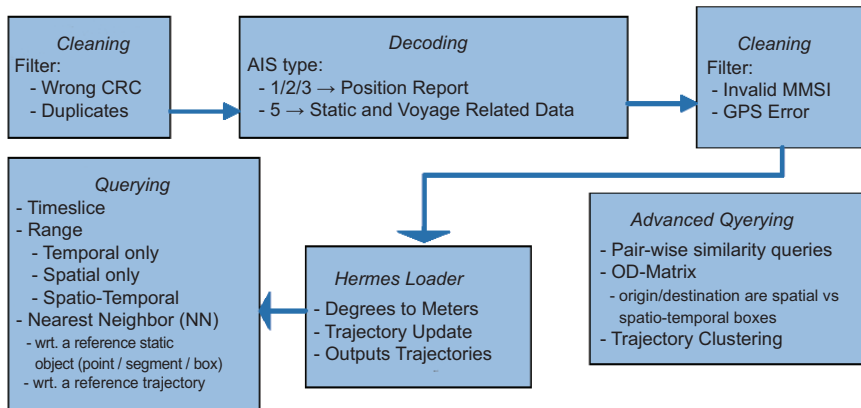 Cleaning
Filter:
- Wrong CRC
- Duplicates
Decoding
AIS type:
- 1/2/3 → Position Report
- 5 → Static and Voyage Related Data
Cleaning
Filter:
- Invalid MMSI
- GPS Error
Querying
- Timeslice
- Range
- Temporal only
- Spatial only
- Spatio-Temporal
- Nearest Neighbor (NN)
- wrt. a reference static
object (point / segment / box)
- wrt. a reference trajectory
Hermes Loader
- Degrees to Meters
- Trajectory Update
- Outputs Trajectories
Advanced Qyerying
- Pair-wise similarity queries
- OD-Matrix
- origin/destination are spatial vs
spatio-temporal boxes
- Trajectory Clustering